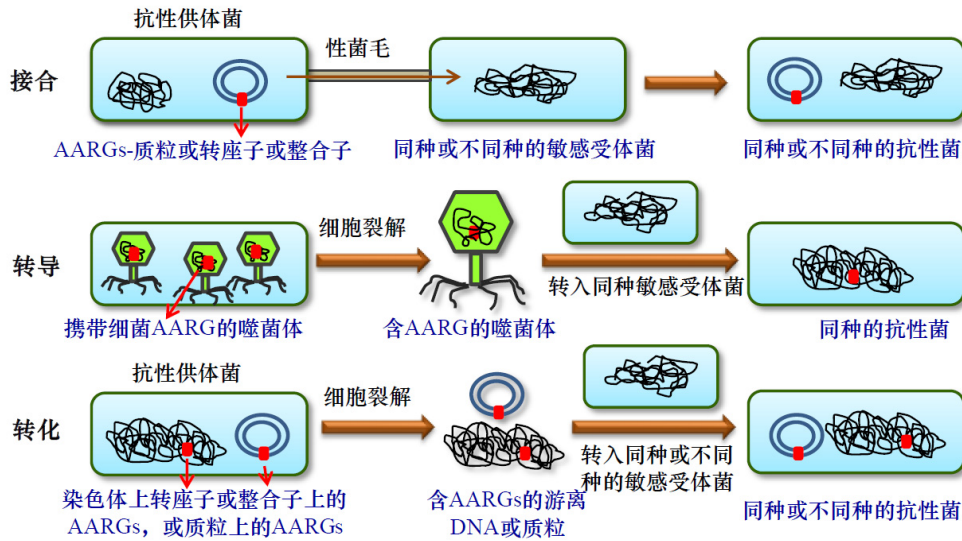 抗性供体菌
性菌毛
接合
AARGs-质粒或转座子或整合子
同种或不同种的敏感受体菌
同种或不同种的抗性菌
细胞裂解
转导
转入同种敏感受体菌
携带细菌AARG的噬菌体
含AARG的噬菌体
同种的抗性菌
抗性供体菌
细胞裂解
转化
转入同种或不同
种的敏感受体菌
染色体上转座子或整合子上的
AARGs，或质粒上的AARGs
含AARGs的游离
DNA或质粒
同种或不同种的抗性菌